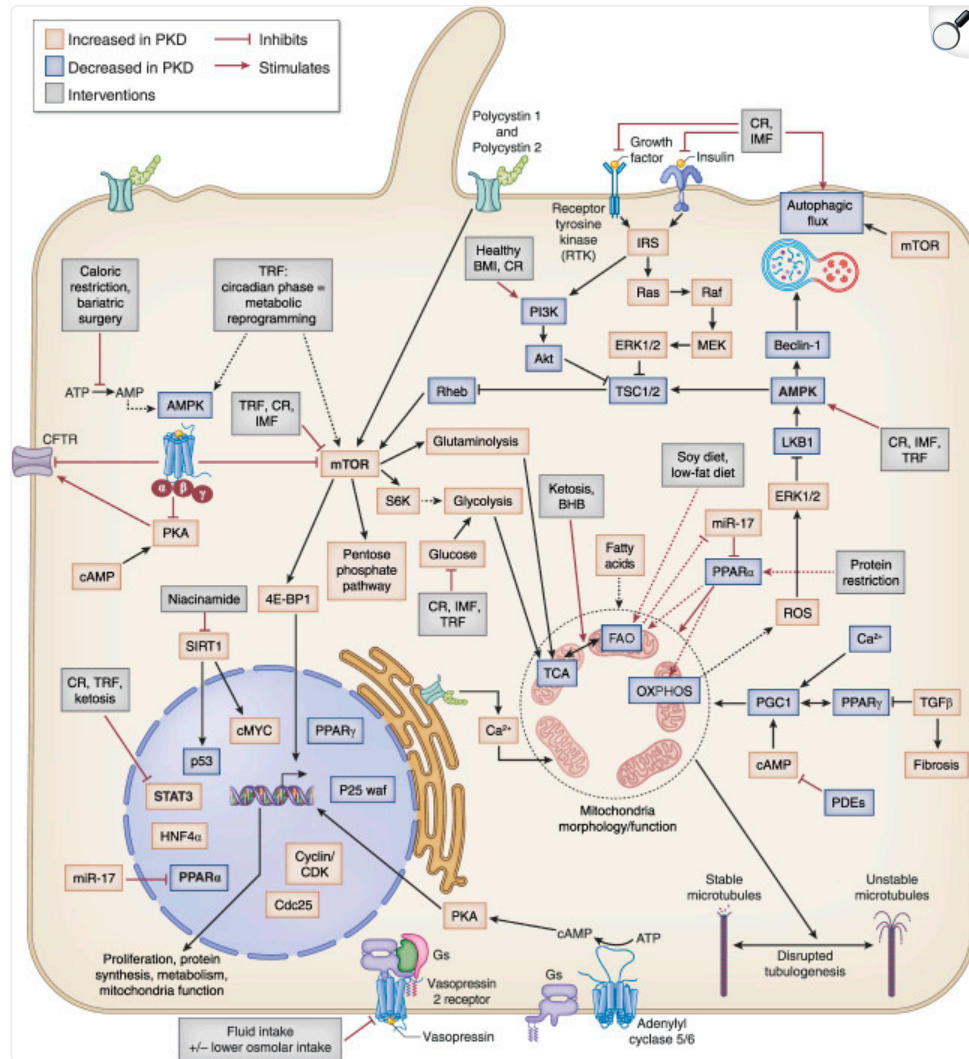 Increased in PKD
Inhibits
Decreased in PKD
Stimulates
Interventions
Polycystin 1
and
Polycystin 2
Growth
factor
Insulin
CR,
IMF
Receptor
tyrosine
kinase
(RTK)
IRS
Autophagic
flux
mTOR
Caloric
restriction,
bariatric
surgery
TRF:
circadian phase =
metabolic
reprogramming
Healthy
BMI, CR
Ras
Raf
PI3K
ERK1/2
MEK
Beclin-1
Akt
ATP
AMP
AMPK
Rheb
TSC1/2
AMPK
TRF, CR,
IMF
CFTR
LKB1
CR, IMF,
TRF
mTOR
Glutaminolysis
Soy diet,
low-fat diet
α
β
γ
S6K
Glycolysis
Ketosis,
BHB
ERK1/2
miR-17
PKA
Glucose
Fatty
acids
PPARα
Protein
restriction
cAMP
Pentose
phosphate
pathway
Niacinamide
4E-BP1
CR, IMF,
TRF
ROS
SIRT1
FAO
TCA
Ca2+
CR, TRF,
ketosis
OXPHOS
cMYC
PPARγ
Ca2+
PGC1
PPARγ
TGFβ
p53
STAT3
P25 waf
cAMP
Fibrosis
PDEs
HNF4α
Mitochondria
morphology/function
Cyclin/
CDK
miR-17
PPARα
Cdc25
Stable
microtubules
Unstable
microtubules
PKA
cAMP
ATP
Disrupted
tubulogenesis
Proliferation, protein
synthesis, metabolism,
mitochondria function
Gs
Gs
Vasopressin
2 receptor
Vasopressin
Adenylyl
cyclase 5/6
Fluid intake
+/– lower osmolar intake